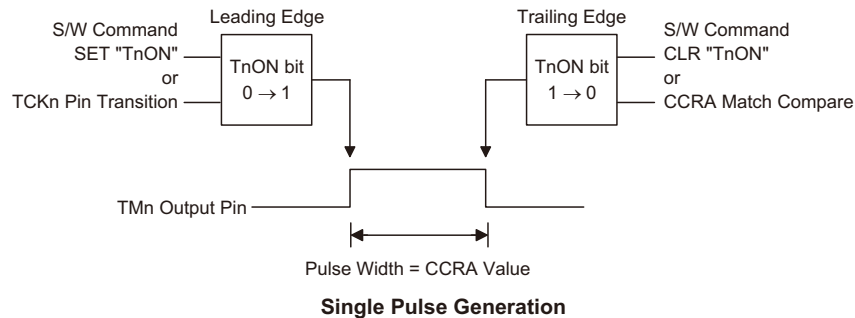 Leading Edge
S/W Command
SET "TnON"
or
TCKn Pin Transition
TnON bit
0 → 1
Trailing Edge
TnON bit
1 → 0
S/W Command
CLR "TnON"
or
CCRA Match Compare
TMn Output Pin
Pulse Width = CCRA Value
Single Pulse Generation